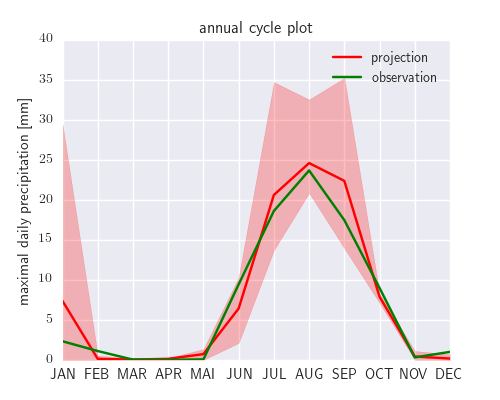 annual cycle plot
projection
observation
maximal daily precipitation [mm]
40
35
30
25
20
15
10
5
0
JAN FEB MAR APR MAI JUN JUL AUG SEP OCT NOV DEC